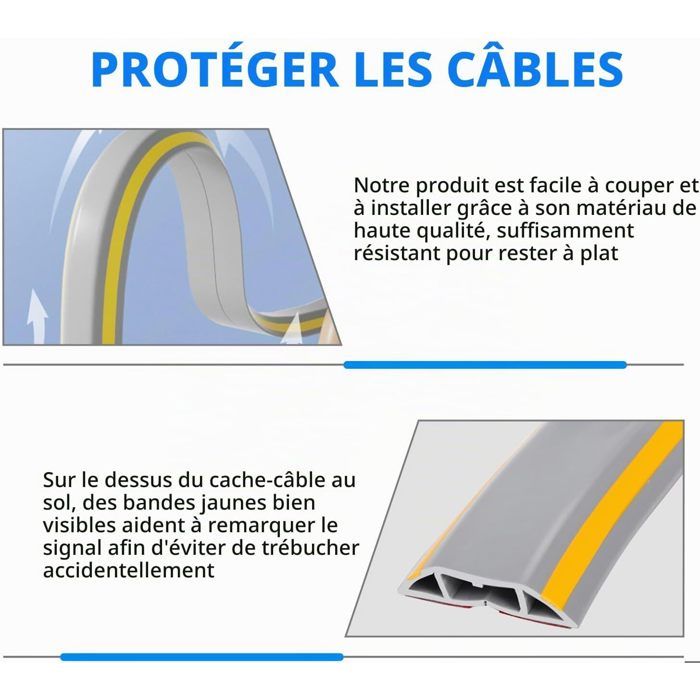 PROTÉGER LES CÂBLES
Notre produit est facile à couper et
à installer grâce à son matériau de
haute qualité, suffisamment
résistant pour rester à plat
Sur le dessus du cache-câble au
sol, des bandes jaunes bien
visibles aident à remarquer le
signal afin d'éviter de trébucher
accidentellement